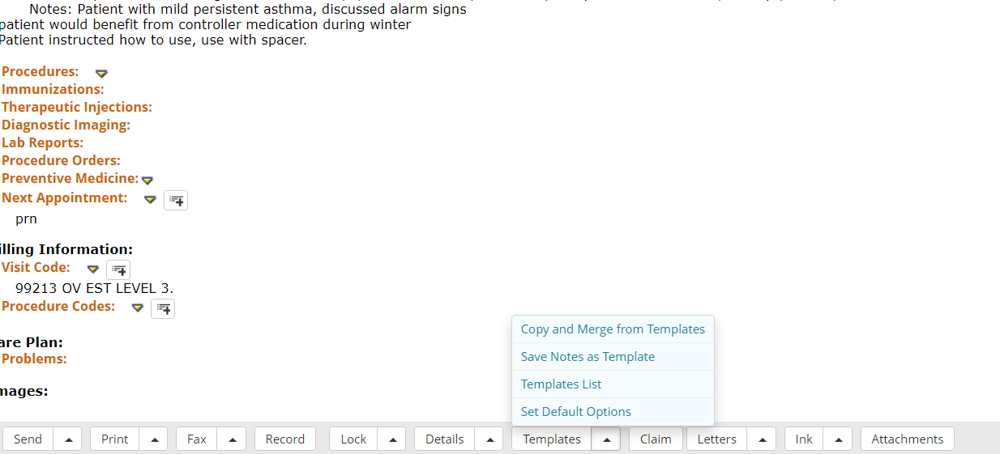 Notes: Patient with mild persistent asthma, discussed alarm signs
patient would benefit from controller medication during winter
Patient instructed how to use, use with spacer.
Procedures:
Immunizations:
Therapeutic Injections:
Diagnostic Imaging:
Lab Reports:
Procedure Orders:
Preventive Medicine:
Next Appointment:
prn
illing Information:
Visit Code:
99213 OV EST LEVEL 3.
Procedure Codes:
are Plan:
Problems:
mages:
Copy and Merge from Templates
Save Notes as Template
Templates List
Set Default Options
Send Print Fax Record Lock Details Templates Claim Letters Ink Attachments